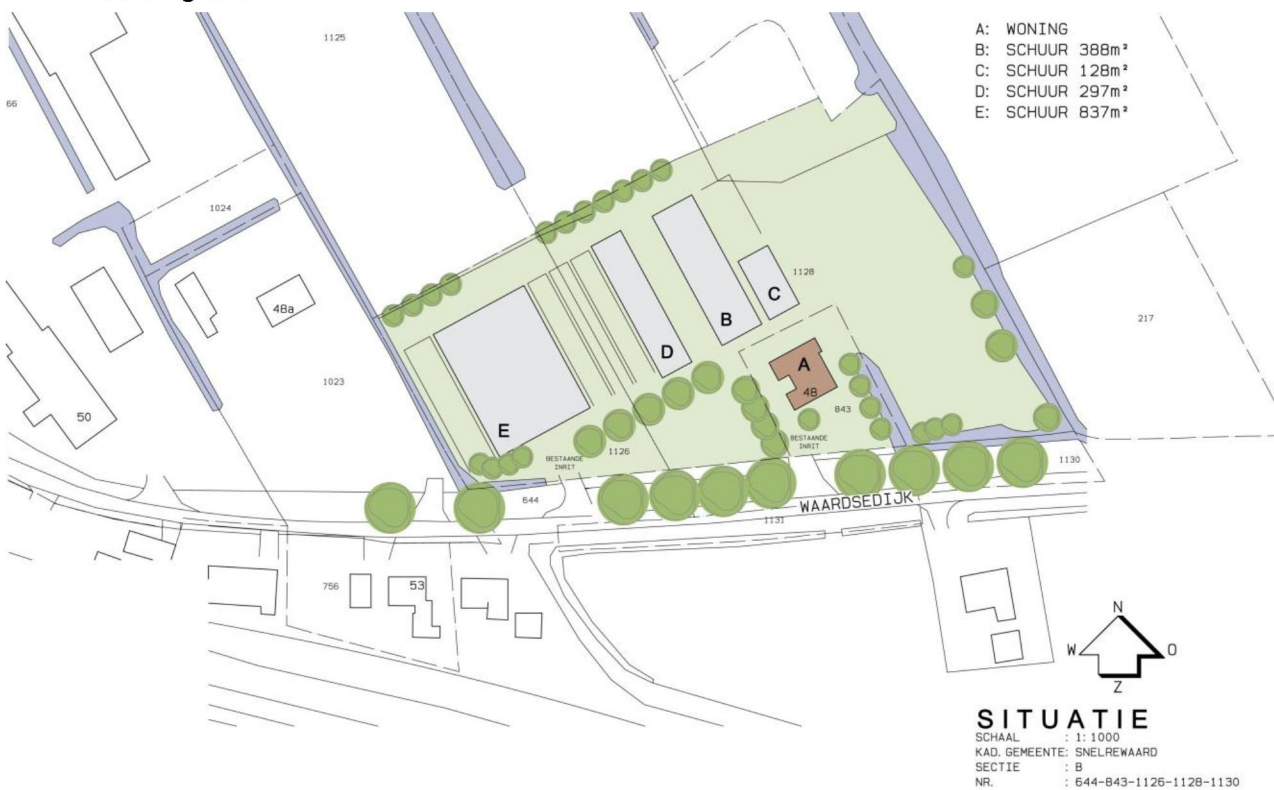 A: WONING
B: SCHUUR 388m²
C: SCHUUR 128m²
D: SCHUUR 297m²
E: SCHUUR 837m²
1125
66
1024
48a
1023
50
1128
217
B
C
D
A
48
843
E
BESTAANDE
INRIT
1126
BESTAANDE
INRIT
644
WAARDSEDIJK
1131
1130
756
53
N
W
O
Z
SITUATIE
SCHAAL : 1:1000
KAD. GEMEENTE: SNELREWAARD
SECTIE : B
NR. : 644-843-1126-1128-1130